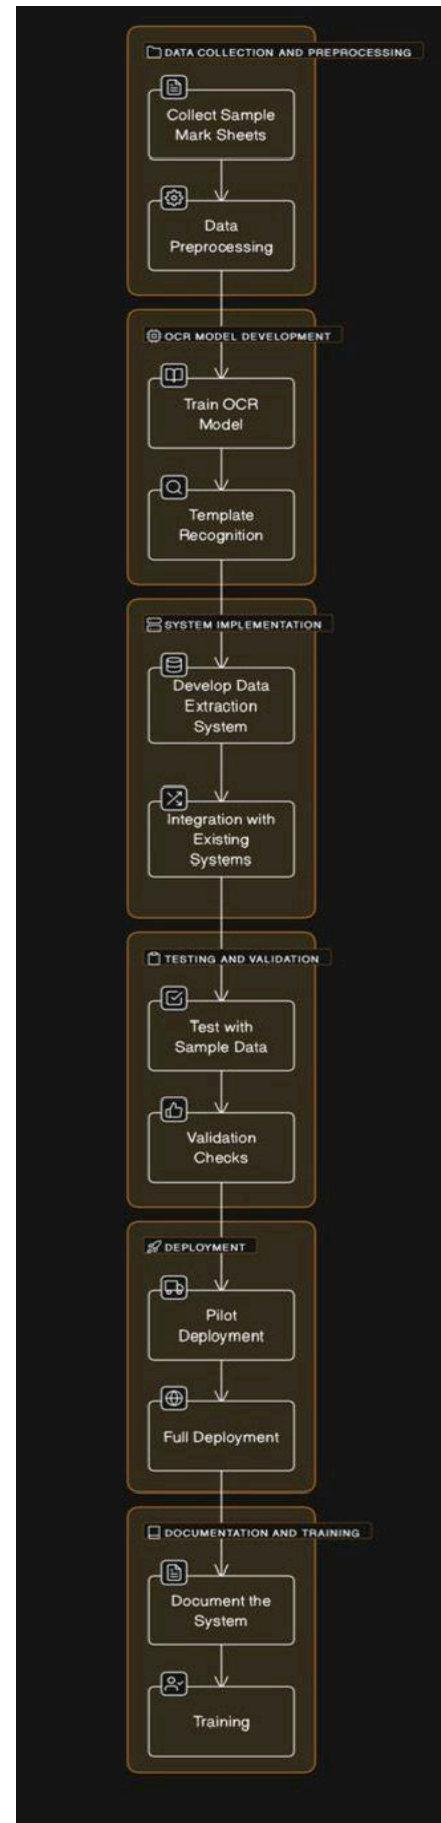 DATA COLLECTION AND PREPROCESSING
Collect Sample
Mark Sheets
Data
Preprocessing
OCR MODEL DEVELOPMENT
Train OCR
Model
Template
Recognition
SYSTEM IMPLEMENTATION
Develop Data
Extraction
System
Integration with
Existing
Systems
TESTING AND VALIDATION
Test with
Sample Data
Validation
Checks
DEPLOYMENT
Pilot
Deployment
Full Deployment
DOCUMENTATION AND TRAINING
Document the
System
Training